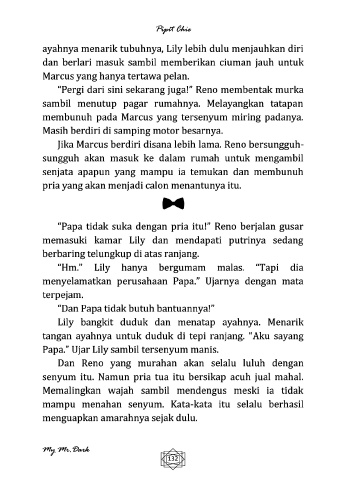 Pipit Chie
ayahnya menarik tubuhnya, Lily lebih dulu menjauhkan diri
dan berlari masuk sambil memberikan ciuman jauh untuk
Marcus yang hanya tertawa pelan.
“Pergi dari sini sekarang juga!” Reno membentak murka
sambil menutup pagar rumahnya. Melayangkan tatapan
membunuh pada Marcus yang tersenyum miring padanya.
Masih berdiri di samping motor besarnya.
Jika Marcus berdiri disana lebih lama. Reno bersungguh-
sungguh akan masuk ke dalam rumah untuk mengambil
senjata apapun yang mampu ia temukan dan membunuh
pria yang akan menjadi calon menantunya itu.
“Papa tidak suka dengan pria itu!” Reno berjalan gusar
memasuki kamar Lily dan mendapati putrinya sedang
berbaring telungkup di atas ranjang.
“Hm.” Lily hanya bergumam malas. “Tapi dia
menyelamatkan perusahaan Papa.” Ujarnya dengan mata
terpejam.
“Dan Papa tidak butuh bantuannya!”
Lily bangkit duduk dan menatap ayahnya. Menarik
tangan ayahnya untuk duduk di tepi ranjang. “Aku sayang
Papa.” Ujar Lily sambil tersenyum manis.
Dan Reno yang murahan akan selalu luluh dengan
senyum itu. Namun pria tua itu bersikap acuh jual mahal.
Memalingkan wajah sambil mendengus meski ia tidak
mampu menahan senyum. Kata-kata itu selalu berhasil
menguapkan amarahnya sejak dulu.
My Mr. Dark
132